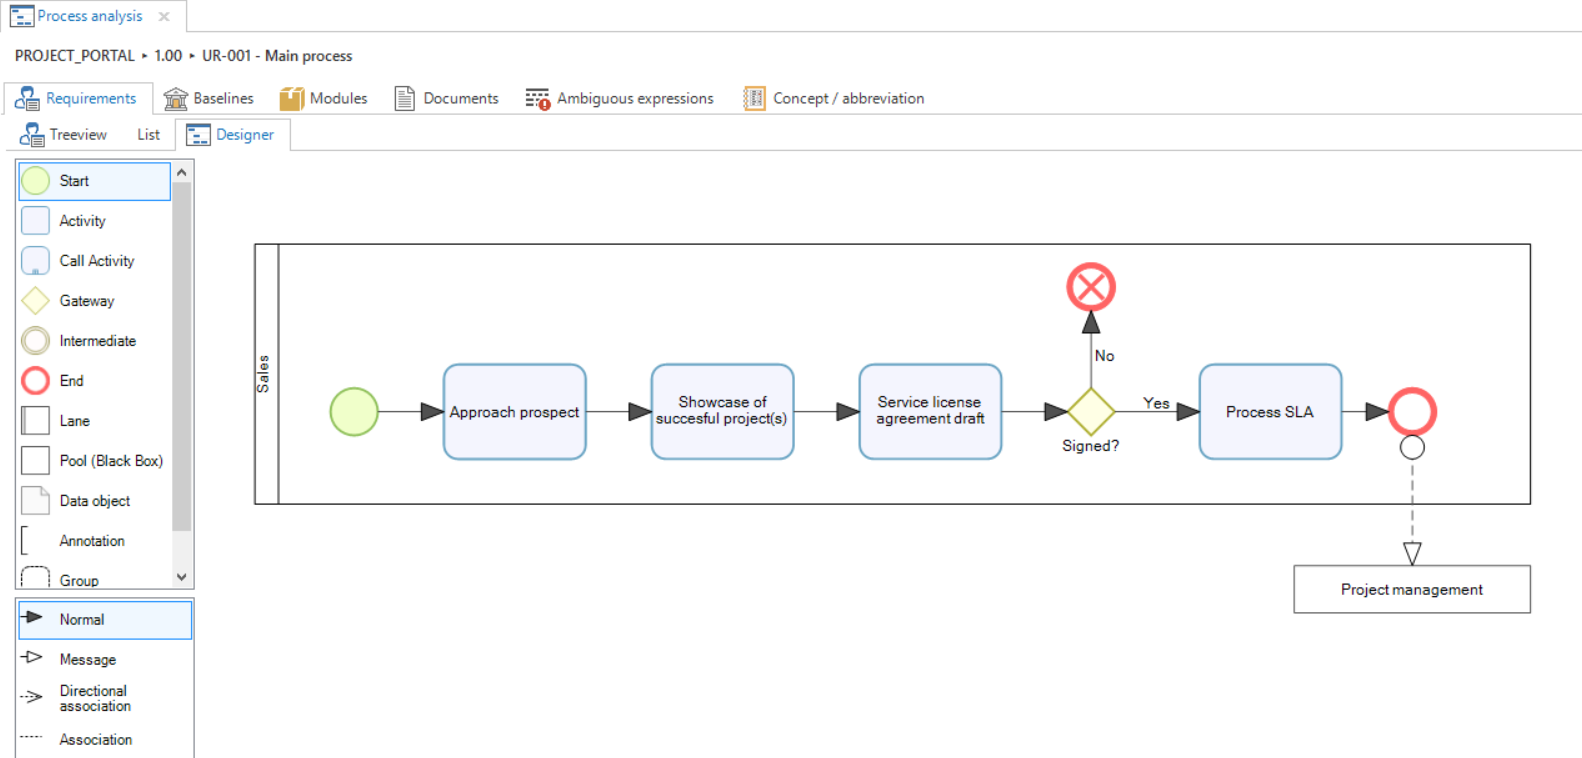 Process analysis
PROJECT_PORTAL ‣ 1.00 ‣ UR-001 - Main process
Requirements
Baselines
Modules
Documents
Ambiguous expressions
Concept / abbreviation
Treeview
List
Designer
Start
Activity
Call Activity
Gateway
Intermediate
End
Lane
Pool (Black Box)
Data object
Annotation
Group
Normal
Message
Directional
association
Association
Sales
Approach prospect
Showcase of
succesful project(s)
Service license
agreement draft
No
Signed?
Yes
Process SLA
Project management